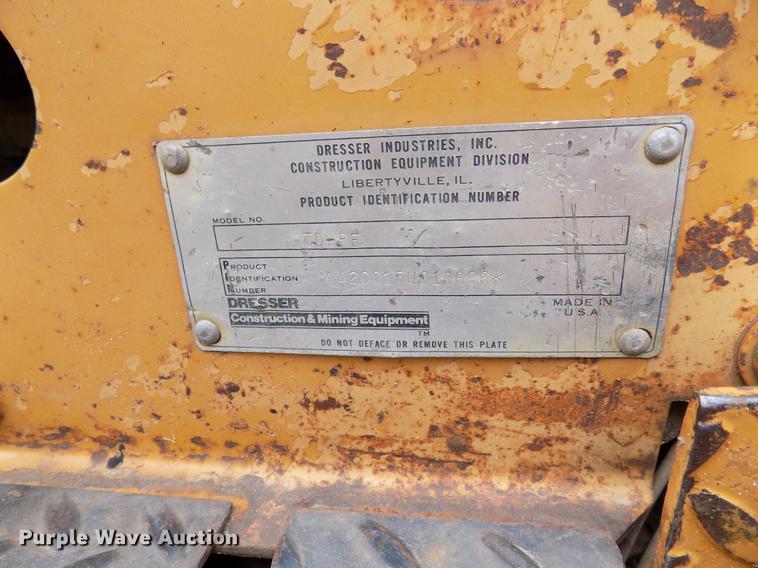 DRESSER INDUSTRIES, INC.
CONSTRUCTION EQUIPMENT DIVISION
LIBERTYVILLE, IL.
PRODUCT IDENTIFICATION NUMBER
MODEL NO.
PRODUCT
IDENTIFICATION
NUMBER
DRESSER
MADE IN
U.S.A.
Construction & Mining Equipment
TM
DO NOT DEFACE OR REMOVE THIS PLATE
Purple Wave Auction